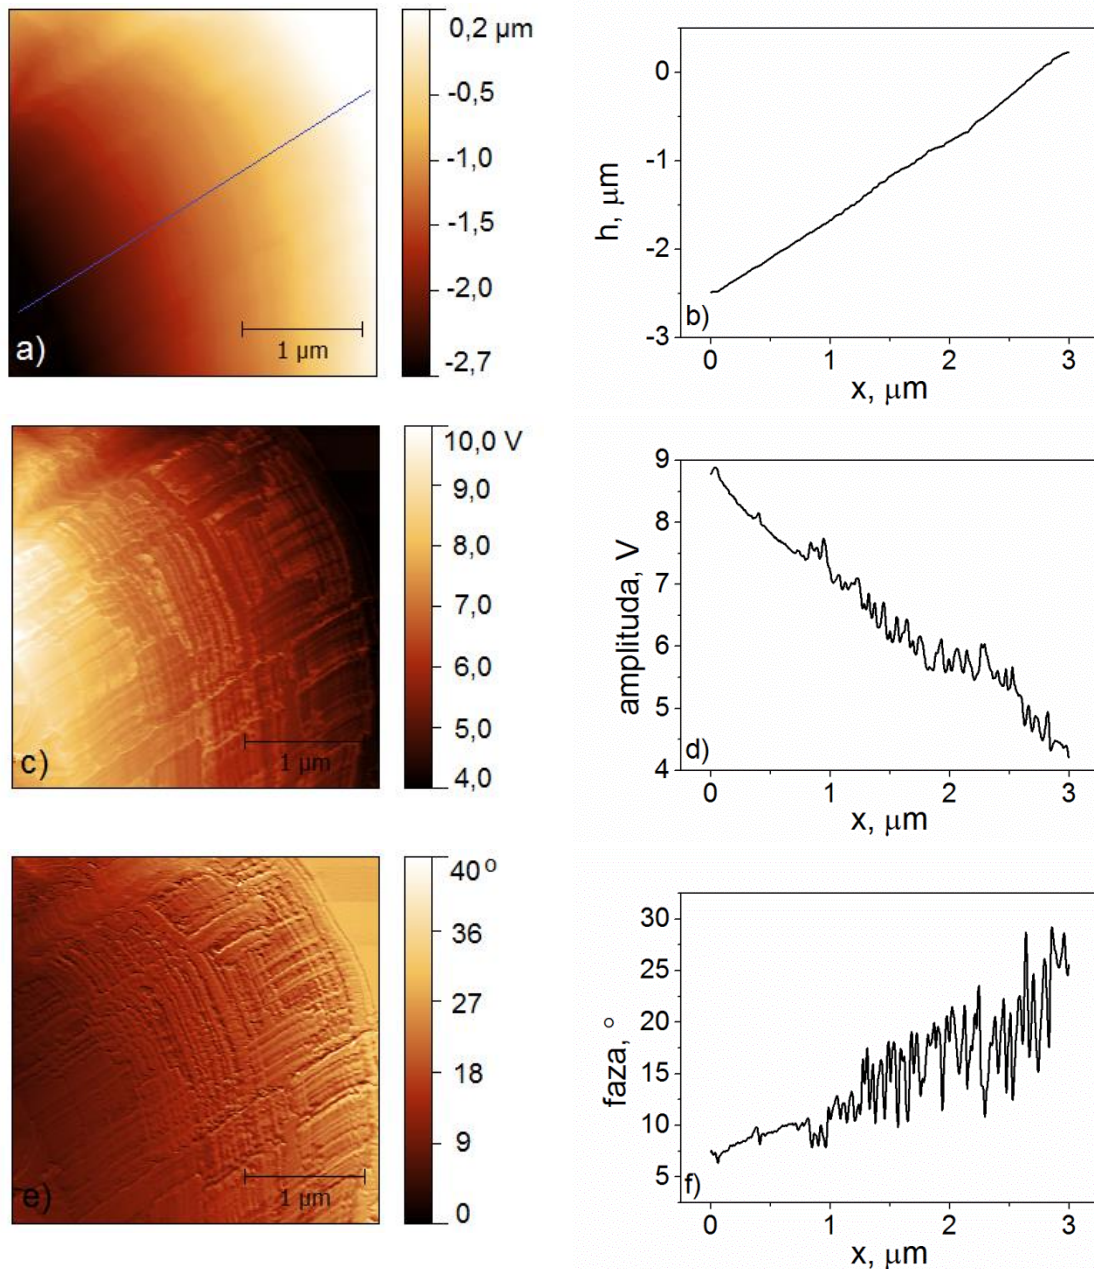 0,2 µm
-0,5
-1,0
-1,5
-2,0
-2,7
1 µm
a)
0
-1
-2
-3
h, µm
b)
0 1 2 3
x, µm
10,0 V
9,0
8,0
7,0
6,0
5,0
4,0
1 µm
c)
9
8
7
6
5
4
amplituda, V
d)
0 1 2 3
x, µm
40 °
36
27
18
9
0
1 µm
e)
30
25
20
15
10
5
faza, °
f)
0 1 2 3
x, µm